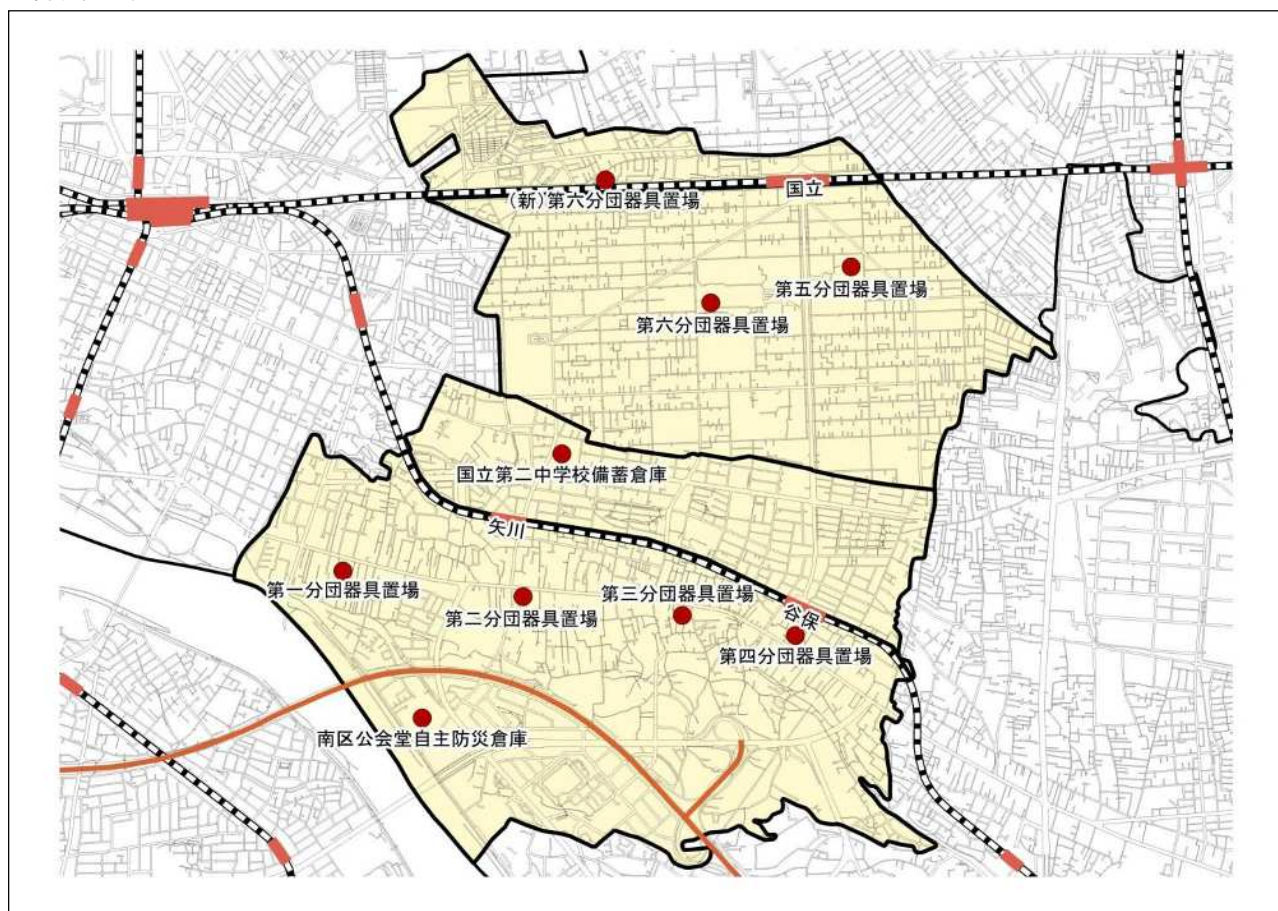 国立
(新)第六分団器具置場
第五分団器具置場
第六分団器具置場
国立第二中学校備蓄倉庫
矢川
第一分団器具置場
第二分団器具置場
第三分団器具置場
谷保
第四分団器具置場
南区公会堂自主防災倉庫